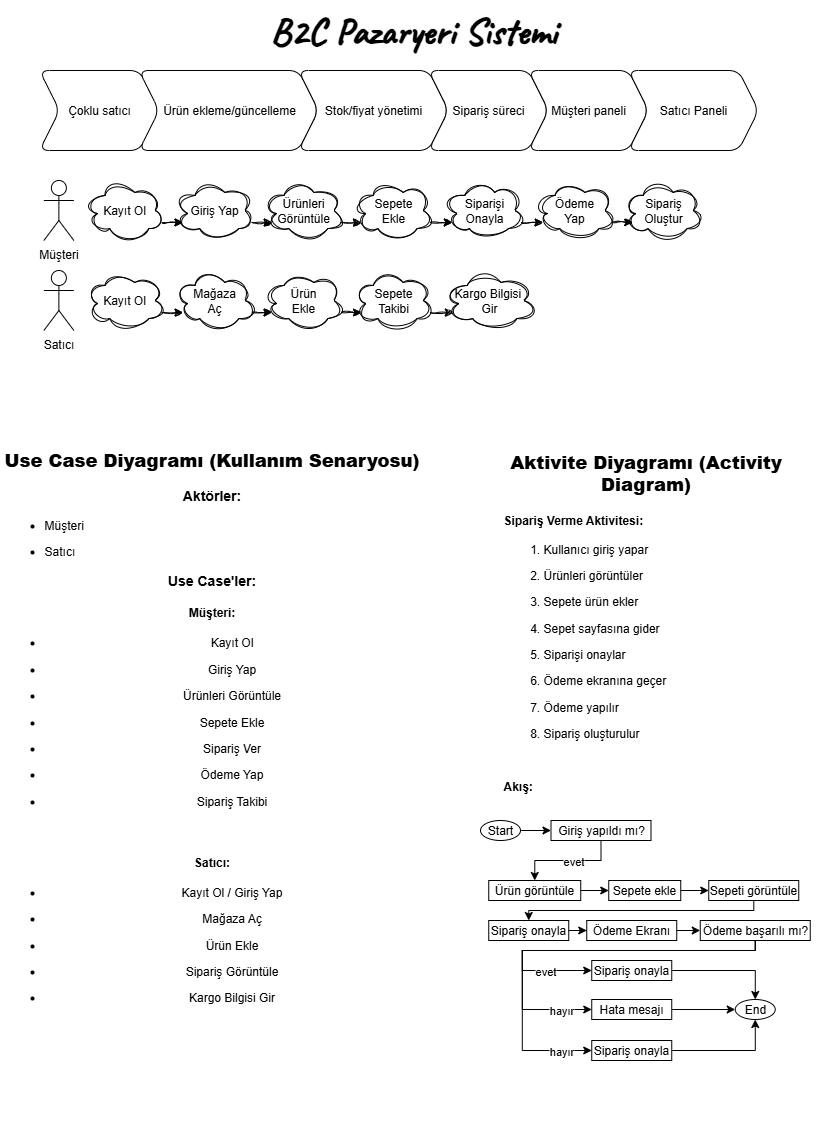 B2C Pazaryeri Sistemi
Çoklu satıcı
Ürün ekleme/güncelleme
Stok/fiyat yönetimi
Sipariş süreci
Müşteri paneli
Satıcı Paneli
Kayıt Ol
Giriş Yap
Ürünleri
Görüntüle
Sepete
Ekle
Siparişi
Onayla
Ödeme
Yap
Sipariş
Oluştur
Müşteri
Kayıt Ol
Mağaza
Aç
Ürün
Ekle
Sepete
Takibi
Kargo Bilgisi
Gir
Satıcı
Use Case Diyagramı (Kullanım Senaryosu)
Aktörler:
• Müşteri
• Satıcı
Use Case'ler:
Müşteri:
• Kayıt Ol
• Giriş Yap
• Ürünleri Görüntüle
• Sepete Ekle
• Sipariş Ver
• Ödeme Yap
• Sipariş Takibi
Satıcı:
• Kayıt Ol / Giriş Yap
• Mağaza Aç
• Ürün Ekle
• Sipariş Görüntüle
• Kargo Bilgisi Gir
Aktivite Diyagramı (Activity
Diagram)
Sipariş Verme Aktivitesi:
1. Kullanıcı giriş yapar
2. Ürünleri görüntüler
3. Sepete ürün ekler
4. Sepet sayfasına gider
5. Siparişi onaylar
6. Ödeme ekranına geçer
7. Ödeme yapılır
8. Sipariş oluşturulur
Akış:
Start
Giriş yapıldı mı?
evet
Ürün görüntüle
Sepete ekle
Sepeti görüntüle
Sipariş onayla
Ödeme Ekranı
Ödeme başarılı mı?
evet
Sipariş onayla
hayır
Hata mesajı
End
hayır
Sipariş onayla